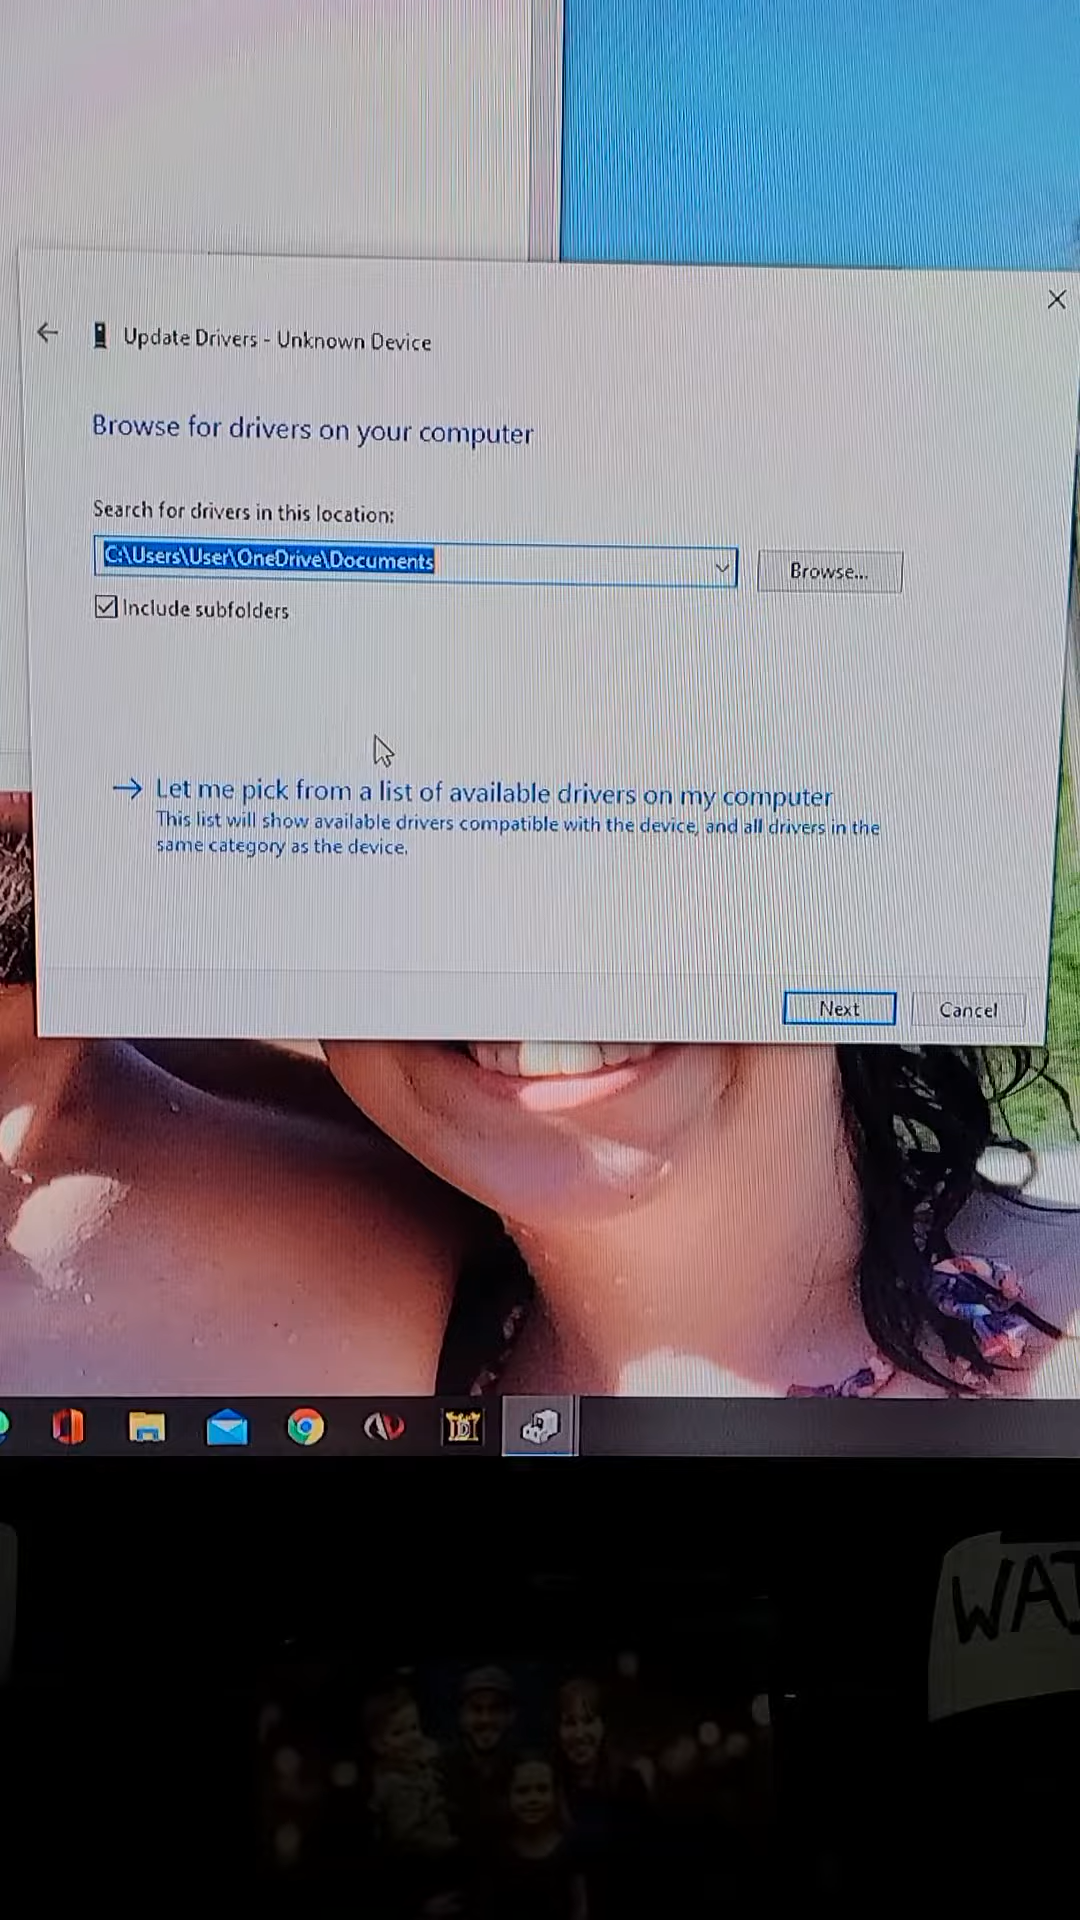 Update Drivers - Unknown Device
Browse for drivers on your computer
Search for drivers in this location:
C:\Users\User\OneDrive\Documents
Browse...
Include subfolders
Let me pick from a list of available drivers on my computer
This list will show available drivers compatible with the device, and all drivers in the
same category as the device.
Next
Cancel